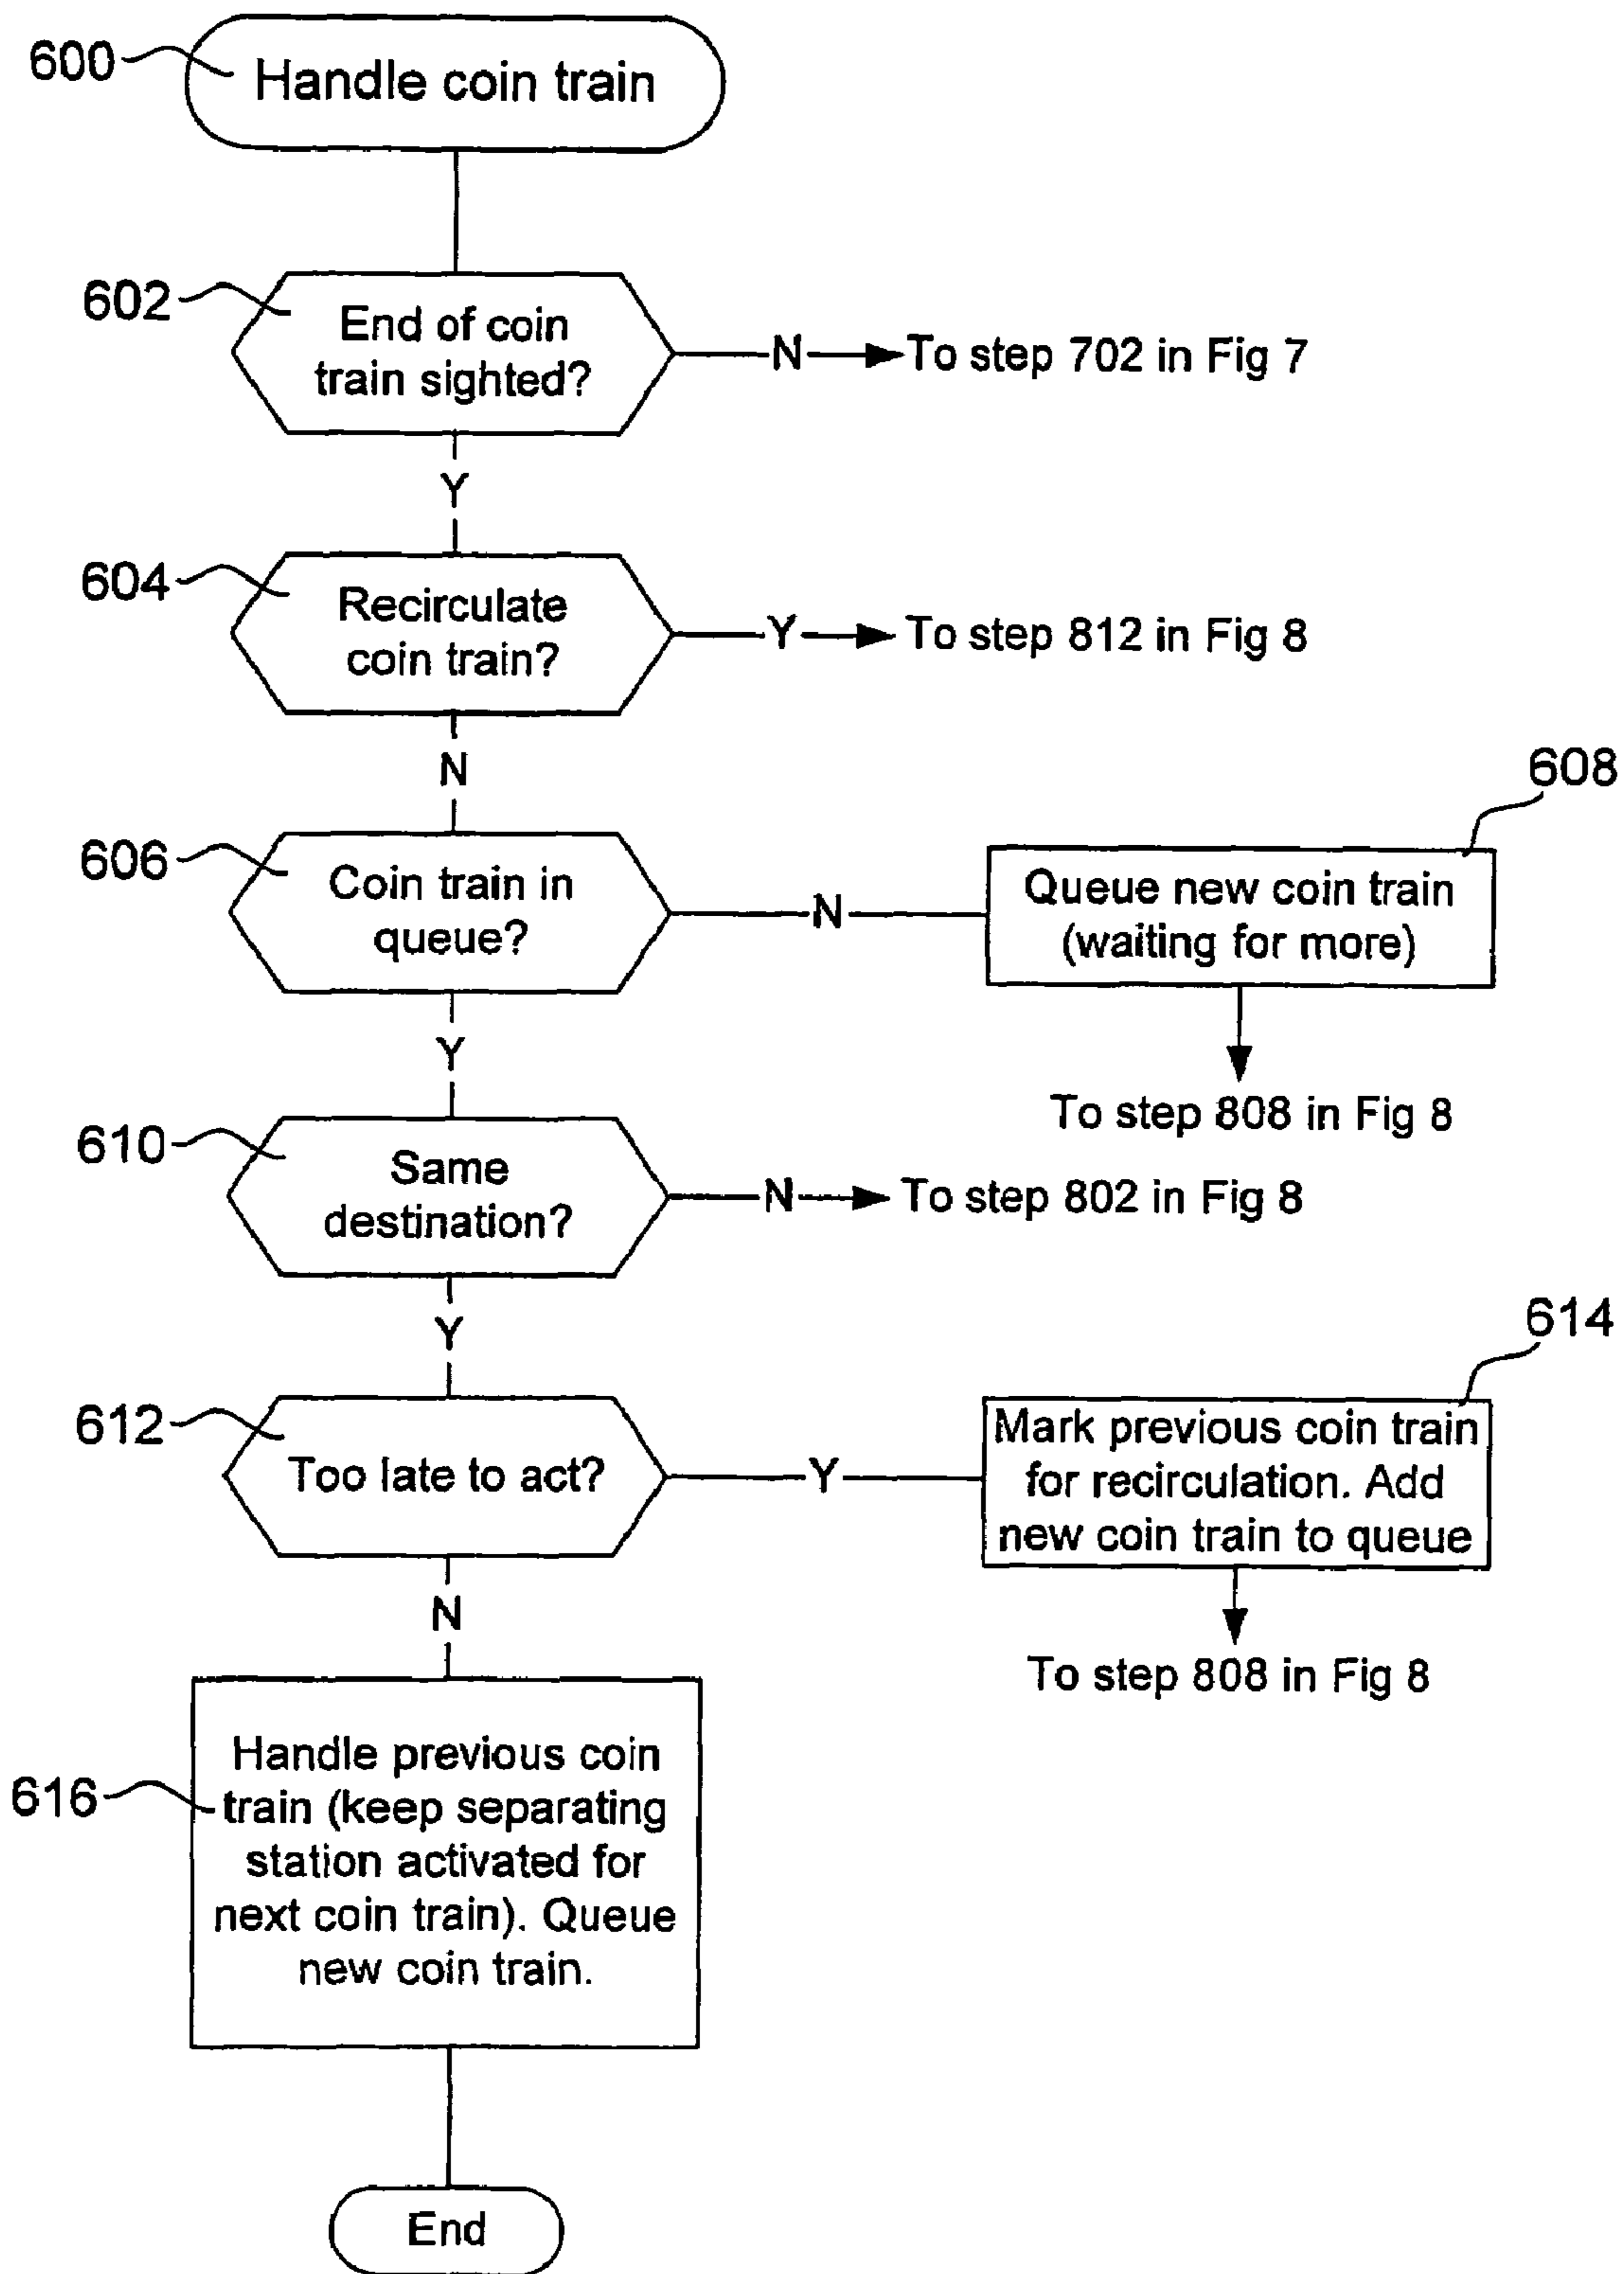 600
Handle coin train
602
End of coin
train sighted?
N
To step 702 in Fig 7
Y
604
Recirculate
coin train?
Y
To step 812 in Fig 8
N
608
606
Coin train in
queue?
N
Queue new coin train
(waiting for more)
Y
To step 808 in Fig 8
610
Same
destination?
N
To step 802 in Fig 8
Y
614
612
Too late to act?
Y
Mark previous coin train
for recirculation. Add
new coin train to queue
N
To step 808 in Fig 8
616
Handle previous coin
train (keep separating
station activated for
next coin train). Queue
new coin train.
End